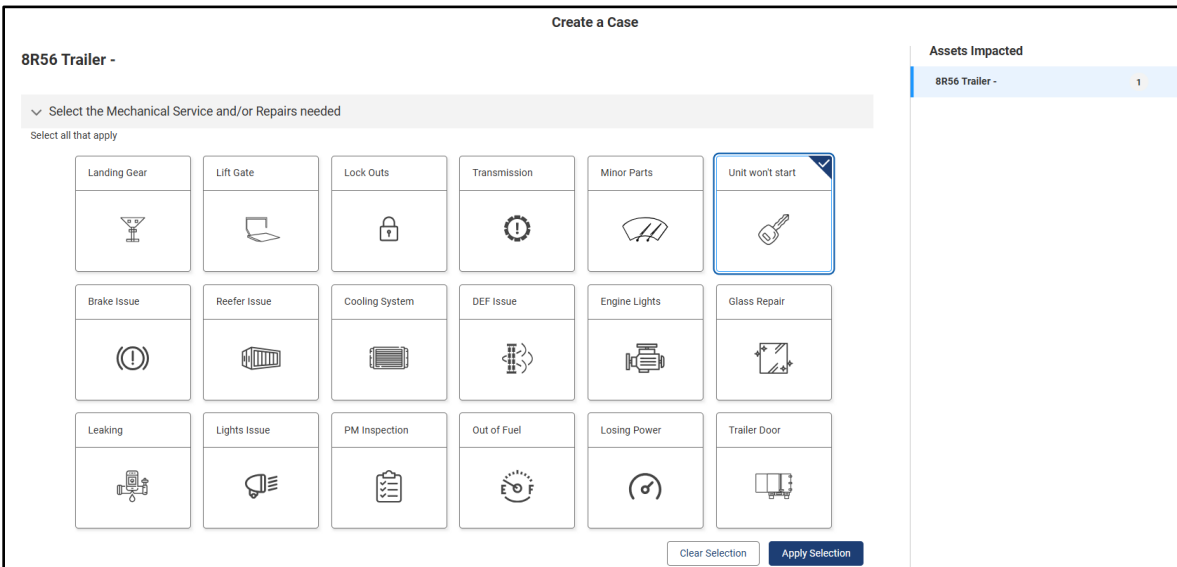 Create a Case
8R56 Trailer -
Select the Mechanical Service and/or Repairs needed
Select all that apply
Landing Gear
Lift Gate
Lock Outs
Transmission
Minor Parts
Unit won't start
Brake Issue
Reefer Issue
Cooling System
DEF Issue
Engine Lights
Glass Repair
Leaking
Lights Issue
PM Inspection
Out of Fuel
E F
Losing Power
Trailer Door
Clear Selection
Apply Selection
Assets Impacted
8R56 Trailer - 1